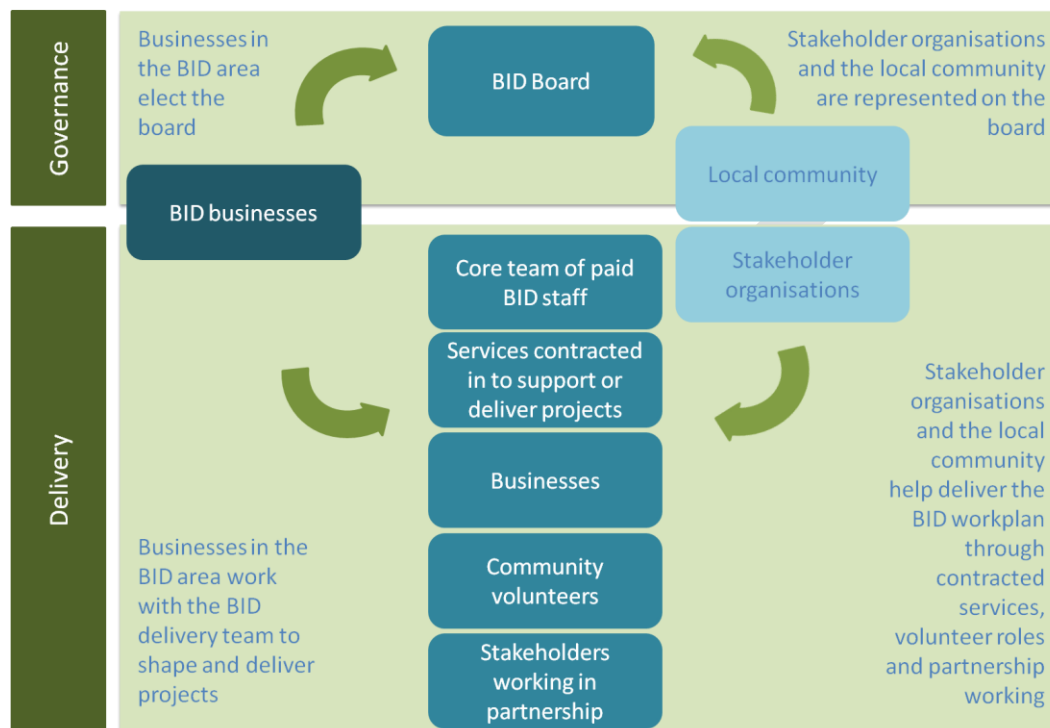 Governance
Businesses in
the BID area
elect the
board
BID Board
Stakeholder organisations
and the local community
are represented on the
board
BID businesses
Local community
Delivery
Core team of paid
BID staff
Stakeholder
organisations
Services contracted
in to support or
deliver projects
Businesses
Community
volunteers
Stakeholders
working in
partnership
Businesses in the
BID area work
with the BID
delivery team to
shape and deliver
projects
Stakeholder
organisations
and the local
community
help deliver the
BID workplan
through
contracted
services,
volunteer roles
and partnership
working